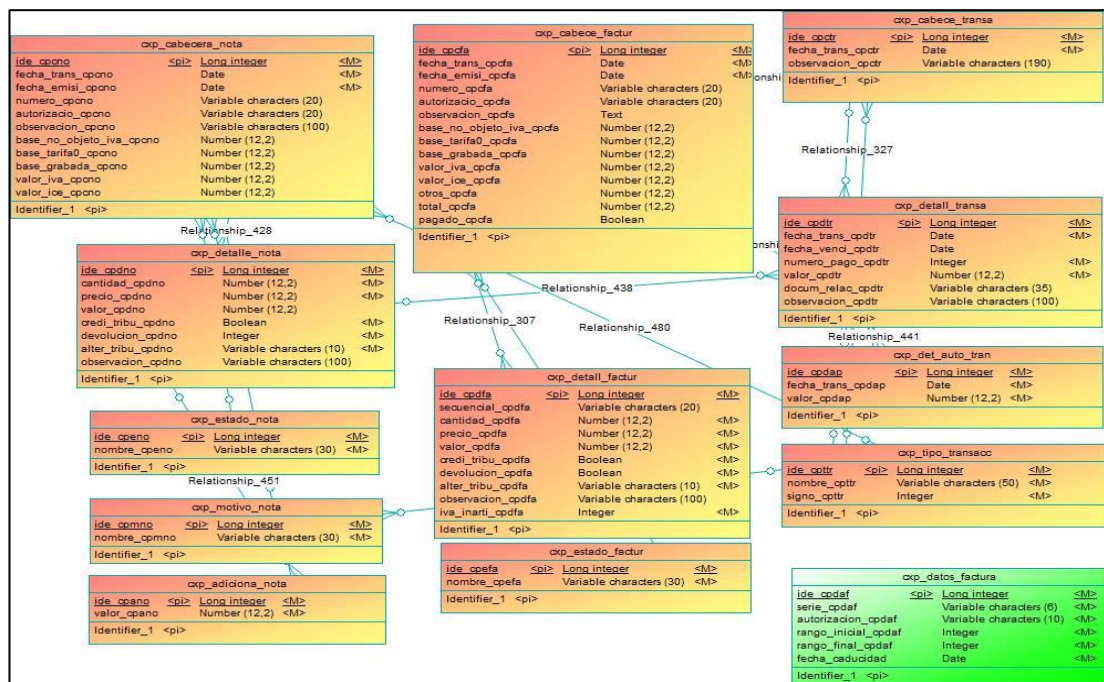 cxp_cabecera_nota
ide_cpcno <pi> Long integer <M>
fecha_trans_cpcno Date <M>
fecha_emisi_cpcno Date <M>
numero_cpcno Variable characters (20)
autorizacio_cpcno Variable characters (20)
observacion_cpcno Variable characters (100)
base_no_objeto_iva_cpcno Number (12,2)
base_tarifa0_cpcno Number (12,2)
base_grabada_cpcno Number (12,2)
valor_iva_cpcno Number (12,2)
valor_ice_cpcno Number (12,2)
Identifier_1 <pi>
cxp_cabece_factur
ide_cpcfa <pi> Long integer <M>
fecha_trans_cpcfa Date <M>
fecha_emisi_cpcfa Date <M>
numero_cpcfa Variable characters (20)
autorizacio_cpcfa Variable characters (20)
observacion_cpcfa Text
base_no_objeto_iva_cpcfa Number (12,2)
base_tarifa0_cpcfa Number (12,2)
base_grabada_cpcfa Number (12,2)
valor_iva_cpcfa Number (12,2)
valor_ice_cpcfa Number (12,2)
otros_cpcfa Number (12,2)
total_cpcfa Number (12,2)
pagado_cpcfa Boolean
Identifier_1 <pi>
cxp_cabece_transa
ide_cpctr <pi> Long integer <M>
fecha_trans_cpctr Date <M>
observacion_cpctr Variable characters (190)
Identifier_1 <pi>
Relationship_327
Relationship_428
cxp_detalle_nota
ide_cpdno <pi> Long integer <M>
cantidad_cpdno Number (12,2) <M>
precio_cpdno Number (12,2) <M>
valor_cpdno Number (12,2)
credi_tribu_cpdno Boolean <M>
devolucion_cpdno Integer <M>
alter_tribu_cpdno Variable characters (10) <M>
observacion_cpdno Variable characters (100)
Identifier_1 <pi>
cxp_detall_transa
ide_cpdtr <pi> Long integer <M>
fecha_trans_cpdtr Date <M>
fecha_venci_cpdtr Date
numero_pago_cpdtr Integer <M>
valor_cpdtr Number (12,2) <M>
docum_relac_cpdtr Variable characters (35)
observacion_cpdtr Variable characters (100)
Identifier_1 <pi>
Relationship_438
Relationship_307
Relationship_480
Relationship_441
cxp_det_auto_tran
ide_cpdap <pi> Long integer <M>
fecha_trans_cpdap Date <M>
valor_cpdap Number (12,2) <M>
Identifier_1 <pi>
cxp_detall_factur
ide_cpdfa <pi> Long integer <M>
secuencial_cpdfa Variable characters (20)
cantidad_cpdfa Number (12,2) <M>
precio_cpdfa Number (12,2) <M>
valor_cpdfa Number (12,2) <M>
credi_tribu_cpdfa Boolean <M>
devolucion_cpdfa Boolean <M>
alter_tribu_cpdfa Variable characters (10) <M>
observacion_cpdfa Variable characters (100)
iva_inarti_cpdfa Integer <M>
Identifier_1 <pi>
cxp_estado_nota
ide_cpeno <pi> Long integer <M>
nombre_cpeno Variable characters (30) <M>
Identifier_1 <pi>
cxp_tipo_transacc
ide_cpttr <pi> Long integer <M>
nombre_cpttr Variable characters (50) <M>
signo_cpttr Integer <M>
Identifier_1 <pi>
Relationship_451
cxp_motivo_nota
ide_cpmno <pi> Long integer <M>
nombre_cpmno Variable characters (30) <M>
Identifier_1 <pi>
cxp_estado_factur
ide_cpefa <pi> Long integer <M>
nombre_cpefa Variable characters (30) <M>
Identifier_1 <pi>
cxp_adiciona_nota
ide_cpano <pi> Long integer <M>
valor_cpano Number (12,2) <M>
Identifier_1 <pi>
cxp_datos_factura
ide_cpdaf <pi> Long integer <M>
serie_cpdaf Variable characters (6) <M>
autorizacion_cpdaf Variable characters (10) <M>
rango_inicial_cpdaf Integer <M>
rango_final_cpdaf Integer <M>
fecha_caducidad Date <M>
Identifier_1 <pi>